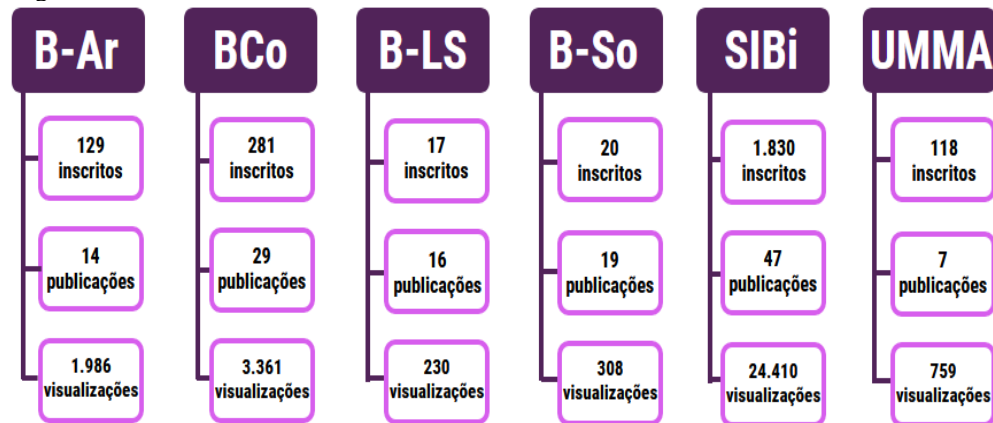 B-Ar
129
inscritos
14
publicações
1.986
visualizações
BCo
281
inscritos
29
publicações
3.361
visualizações
B-LS
17
inscritos
16
publicações
230
visualizações
B-So
20
inscritos
19
publicações
308
visualizações
SIBi
1.830
inscritos
47
publicações
24.410
visualizações
UMMA
118
inscritos
7
publicações
759
visualizações